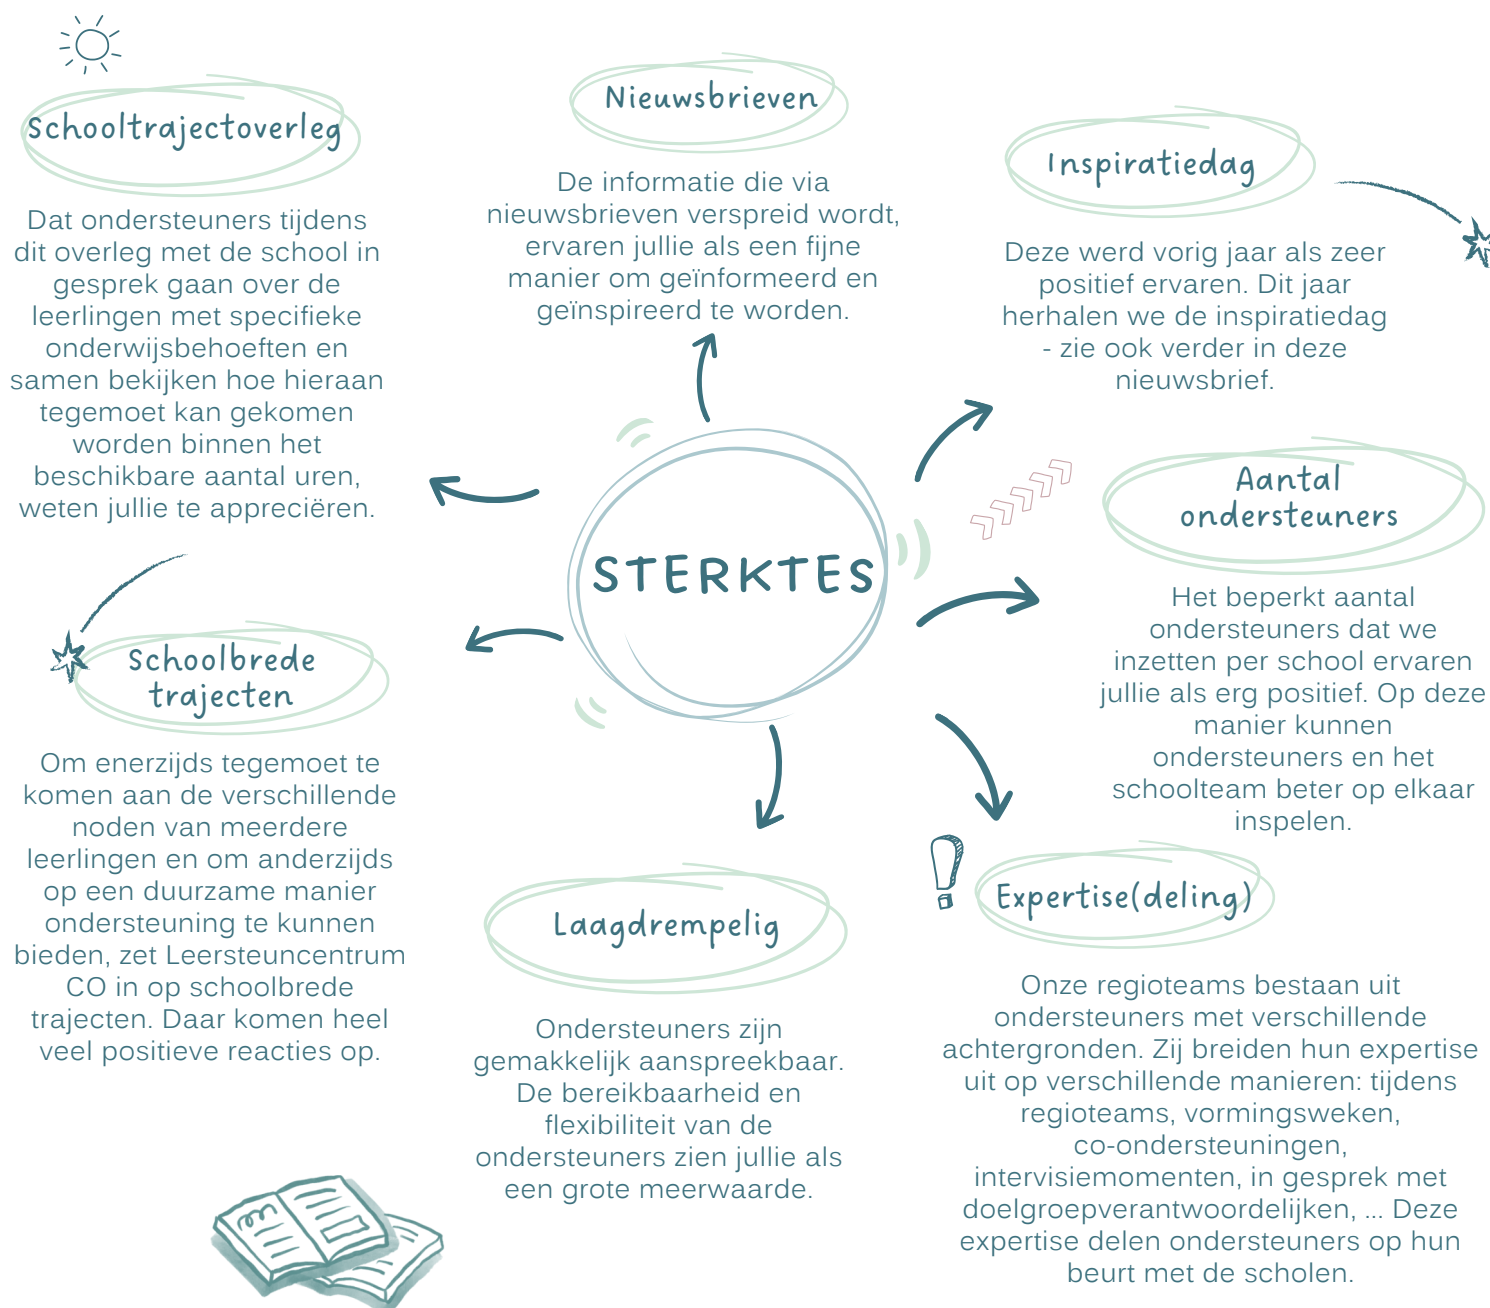 Schooltrajectoverleg
Dat ondersteuners tijdens
dit overleg met de school in
gesprek gaan over de
leerlingen met specifieke
onderwijsbehoeften en
samen bekijken hoe hieraan
tegemoet kan gekomen
worden binnen het
beschikbare aantal uren,
weten jullie te appreciëren.
Nieuwsbrieven
De informatie die via
nieuwsbrieven verspreid wordt,
ervaren jullie als een fijne
manier om geïnformeerd en
geïnspireerd te worden.
Inspiratiedag
Deze werd vorig jaar als zeer
positief ervaren. Dit jaar
herhalen we de inspiratiedag
- zie ook verder in deze
nieuwsbrief.
STERKTES
Aantal
ondersteuners
Het beperkt aantal
ondersteuners dat we
inzetten per school ervaren
jullie als erg positief. Op deze
manier kunnen
ondersteuners en het
schoolteam beter op elkaar
inspelen.
Schoolbrede
trajecten
Om enerzijds tegemoet te
komen aan de verschillende
noden van meerdere
leerlingen en om anderzijds
op een duurzame manier
ondersteuning te kunnen
bieden, zet Leersteuncentrum
CO in op schoolbrede
trajecten. Daar komen heel
veel positieve reacties op.
Laagdrempelig
Ondersteuners zijn
gemakkelijk aanspreekbaar.
De bereikbaarheid en
flexibiliteit van de
ondersteuners zien jullie als
een grote meerwaarde.
Expertise(deling)
Onze regioteams bestaan uit
ondersteuners met verschillende
achtergronden. Zij breiden hun expertise
uit op verschillende manieren: tijdens
regioteams, vormingsweken,
co-ondersteuningen,
intervisiemomenten, in gesprek met
doelgroepverantwoordelijken, ... Deze
expertise delen ondersteuners op hun
beurt met de scholen.